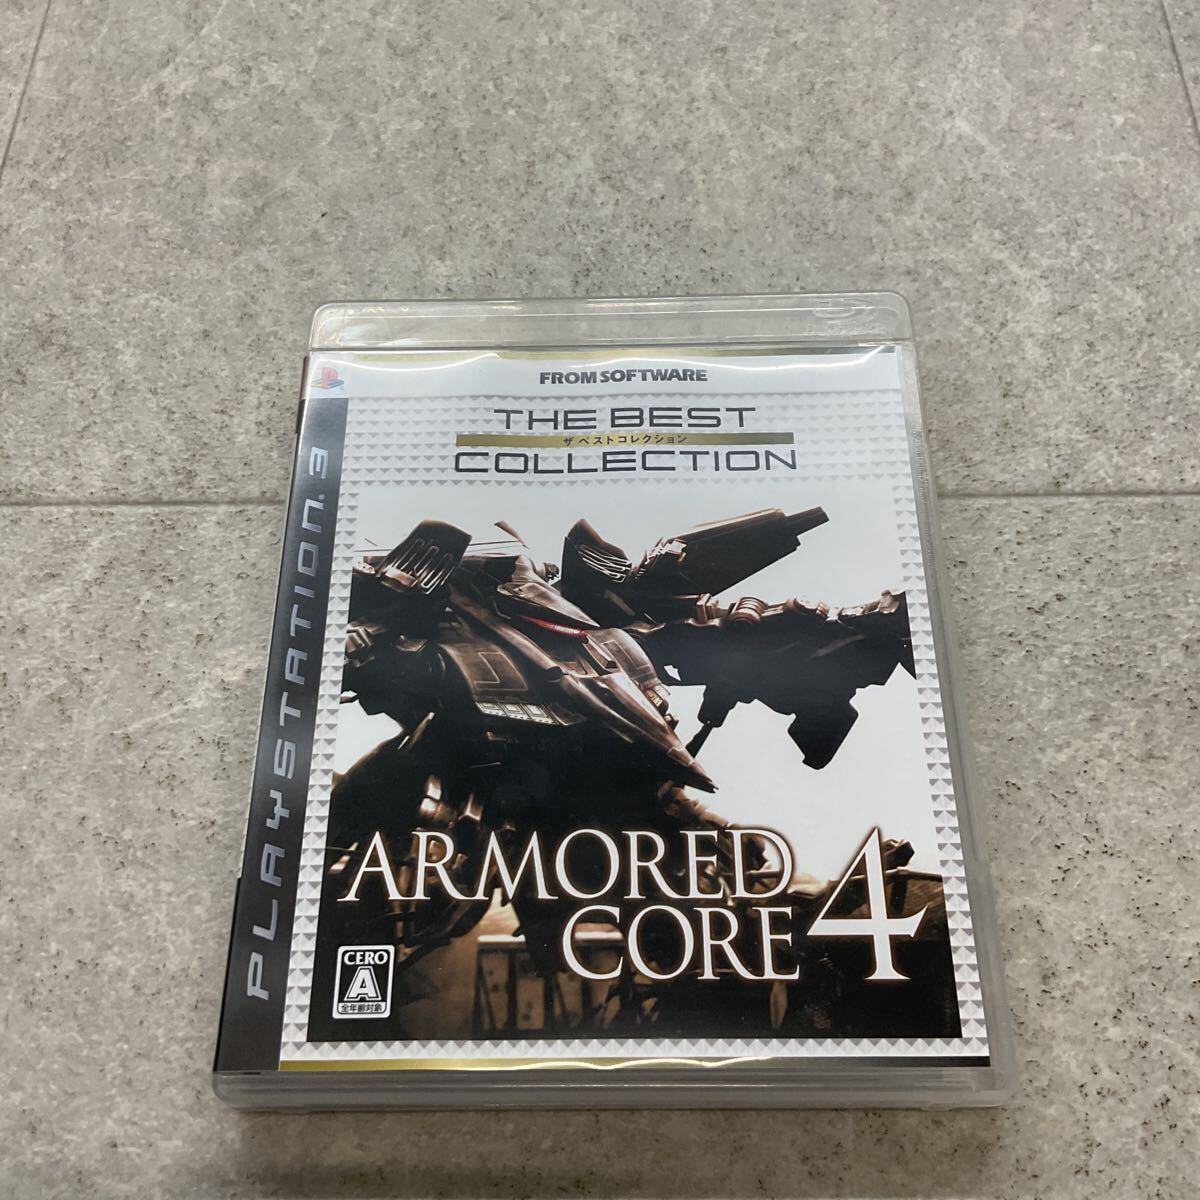 FROM SOFTWARE
THE BEST
ザ ベストコレクション
COLLECTION
PLAYSTATION 3
ARMORED
CORE 4
CERO
A
全年齢対象